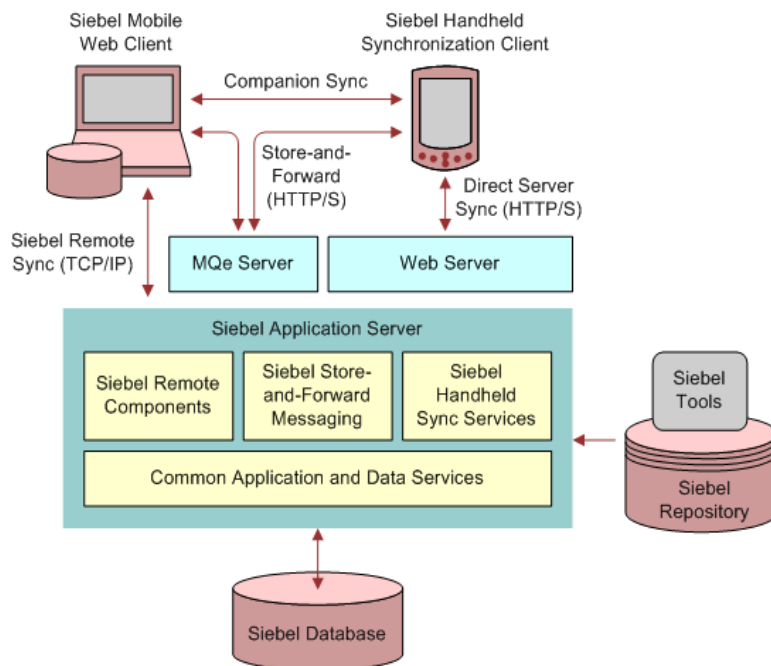 Siebel Mobile
Web Client
Siebel Handheld
Synchronization Client
Companion Sync
Store-and-
Forward
(HTTP/S)
Direct Server
Sync (HTTP/S)
Siebel Remote
Sync (TCP/IP)
MQe Server
Web Server
Siebel Application Server
Siebel Remote
Components
Siebel Store-
and-Forward
Messaging
Siebel
Handheld
Sync Services
Siebel
Tools
Common Application and Data Services
Siebel
Repository
Siebel Database